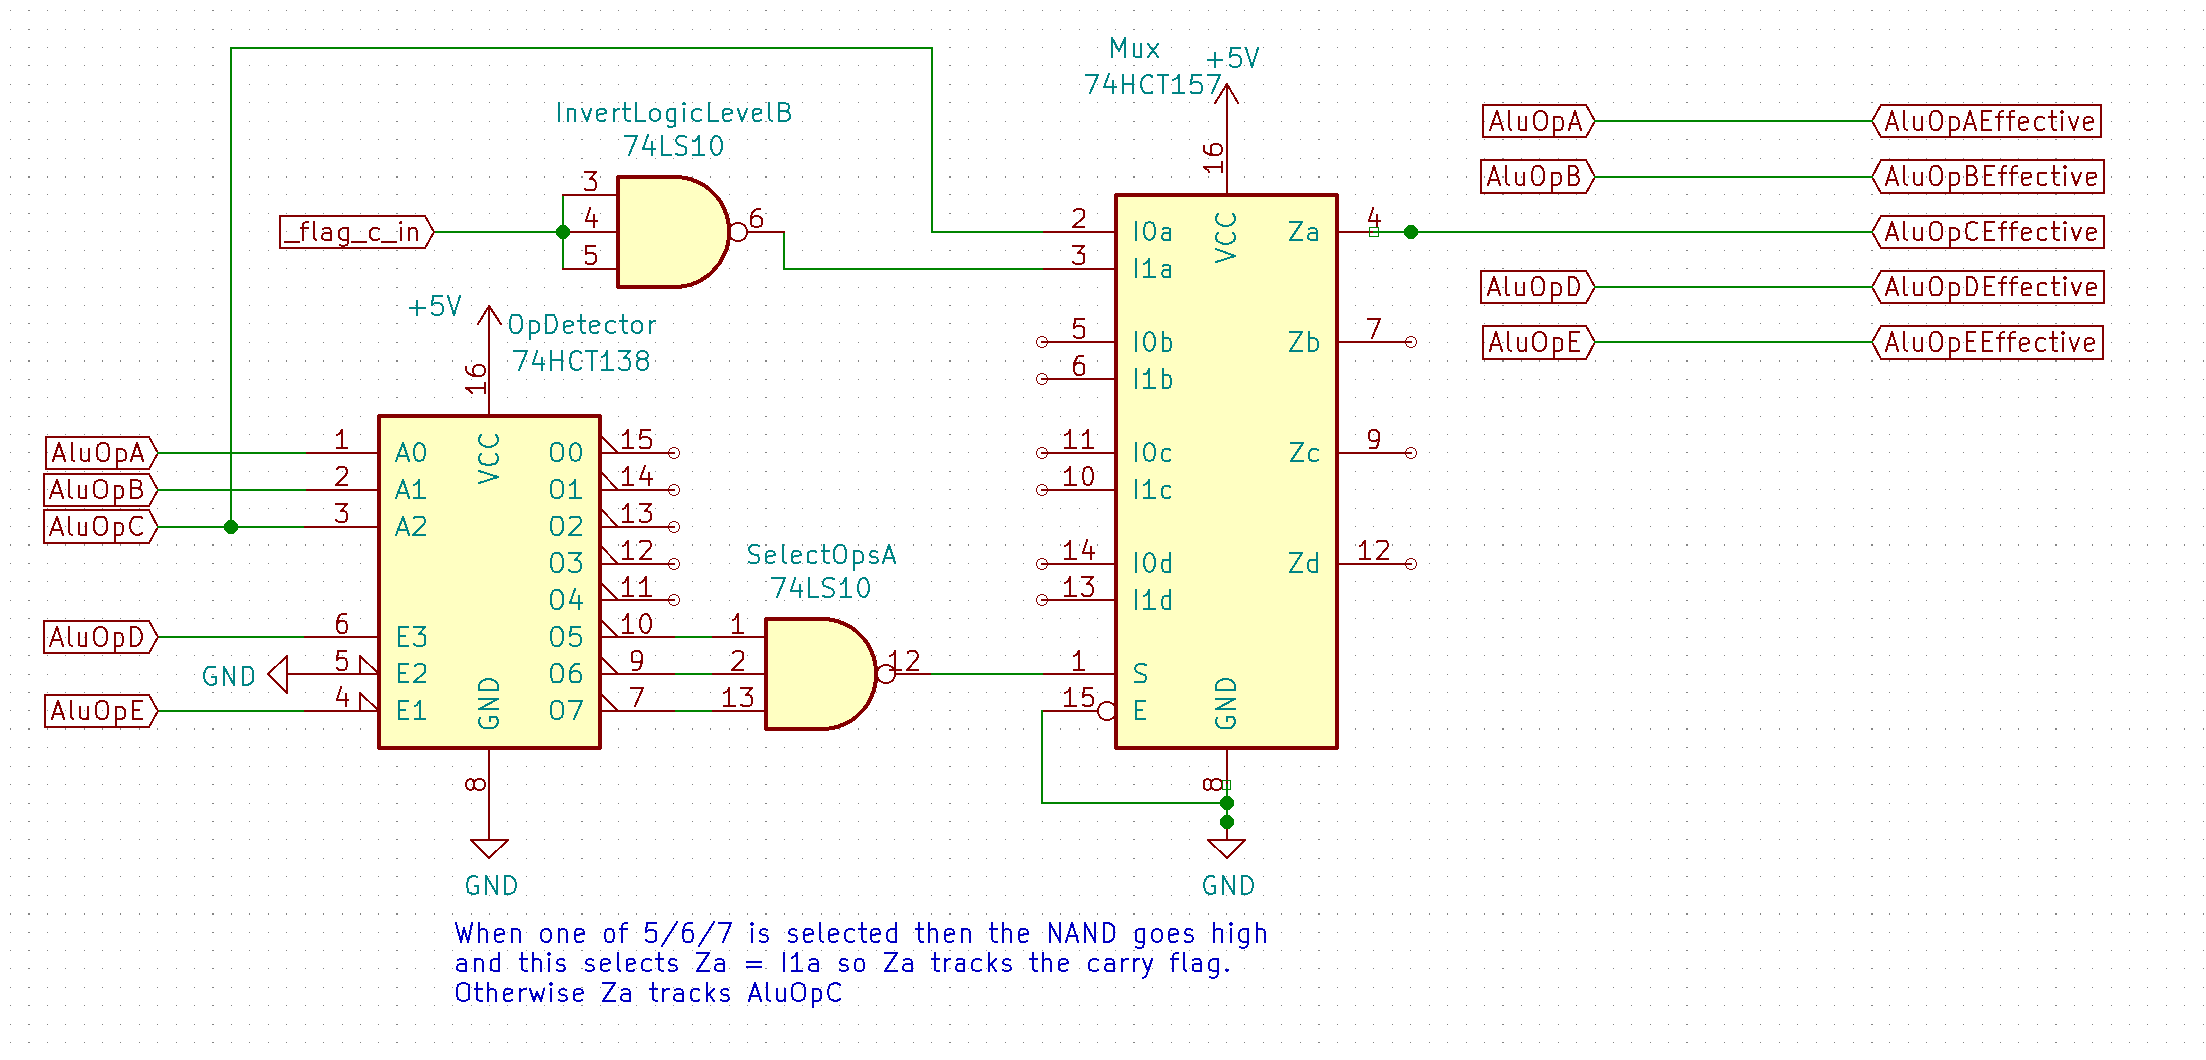 Mux
74HCT157
+5V
16
InvertLogicLevelB
74LS10
3
4
5
6
_flag_c_in
2
3
I0a
I1a
VCC
Za
4
AluOpA
AluOpAEffective
AluOpB
AluOpBEffective
AluOpCEffective
AluOpD
AluOpDEffective
AluOpE
AluOpEEffective
+5V
OpDetector
74HCT138
16
5
6
I0b
I1b
Zb
7
11
10
I0c
I1c
Zc
9
14
13
I0d
I1d
Zd
12
AluOpA
1
A0
VCC
O0
15
AluOpB
2
A1
O1
14
AluOpC
3
A2
O2
13
O3
12
O4
11
AluOpD
6
E3
O5
10
GND
5
E2
O6
9
AluOpE
4
E1
GND
O7
7
SelectOpsA
74LS10
1
2
13
12
1
S
15
E
GND
8
GND
8
GND
When one of 5/6/7 is selected then the NAND goes high
and this selects Za = I1a so Za tracks the carry flag.
Otherwise Za tracks AluOpC